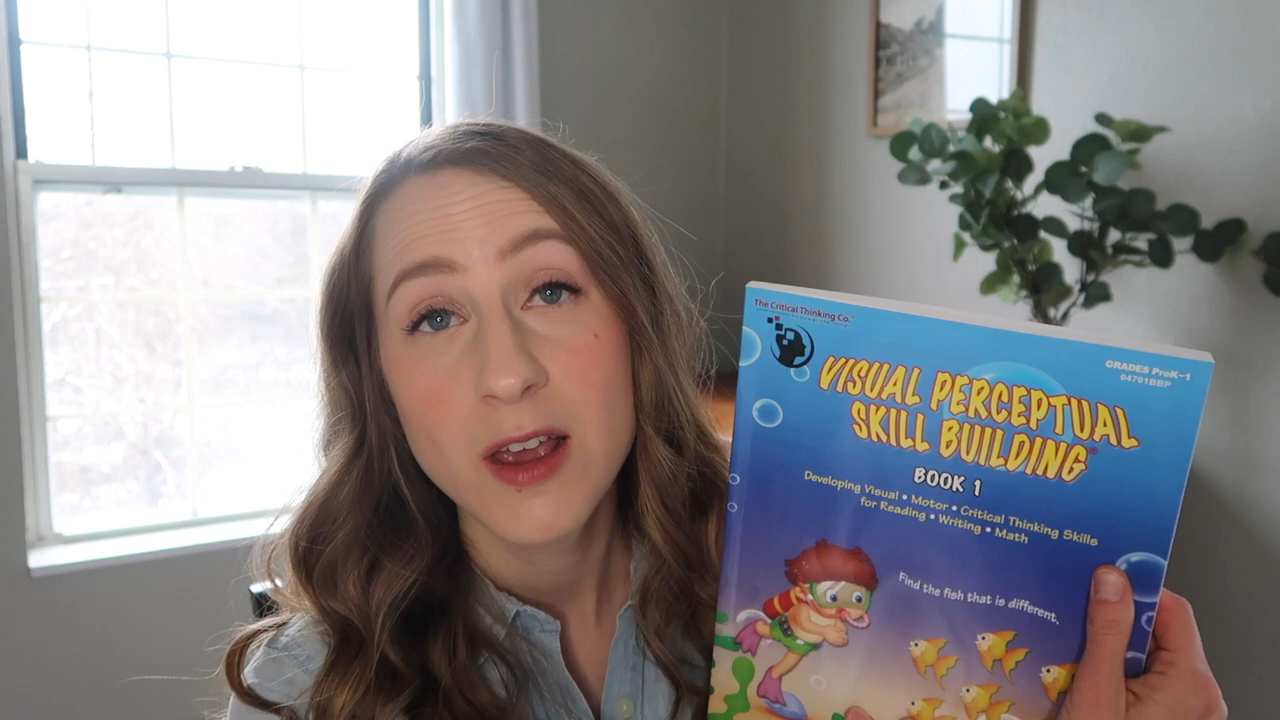 The Critical Thinking Co.™
GRADES PreK–1
04701BBP
VISUAL PERCEPTUAL
SKILL BUILDING®
BOOK 1
Developing Visual • Motor • Critical Thinking Skills
for Reading • Writing • Math
Find the fish that is different.